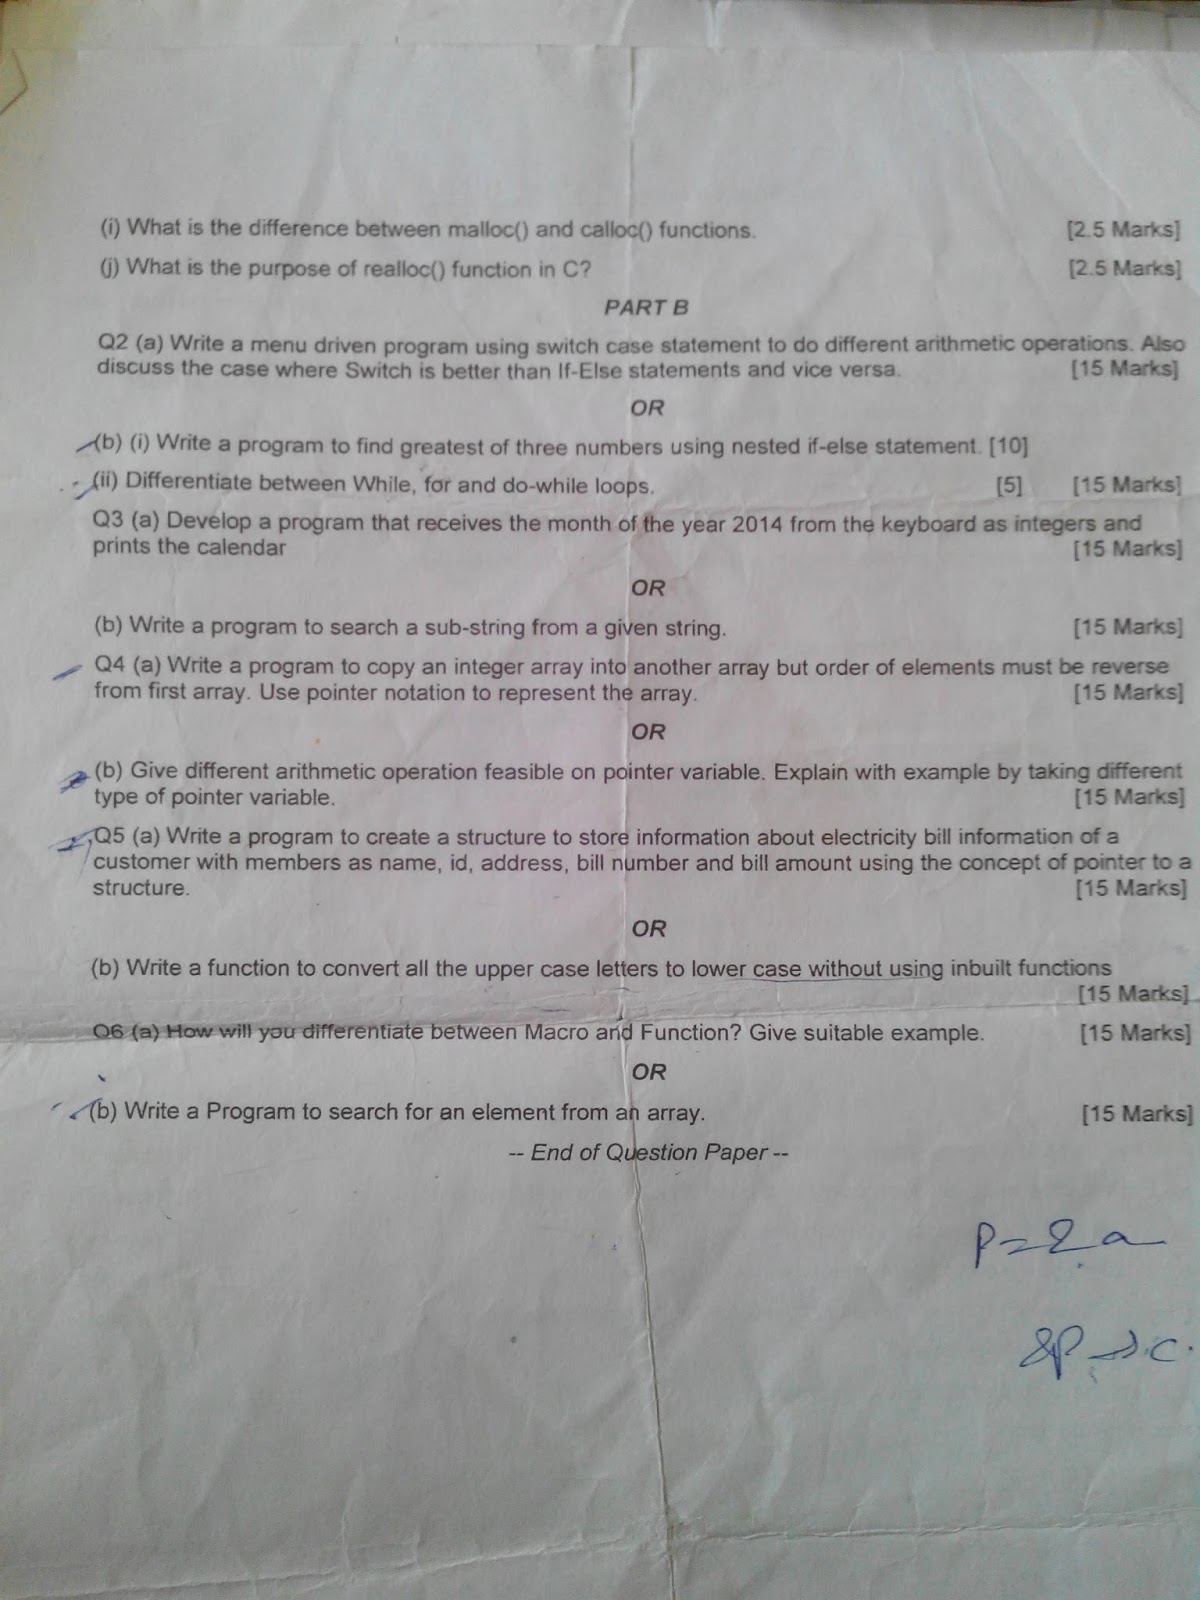 (i) What is the difference between malloc() and calloc() functions. [2.5 Marks]
(j) What is the purpose of realloc() function in C? [2.5 Marks]
PART B
Q2 (a) Write a menu driven program using switch case statement to do different arithmetic operations. Also
discuss the case where Switch is better than If-Else statements and vice versa. [15 Marks]
OR
(b) (i) Write a program to find greatest of three numbers using nested if-else statement. [10]
(ii) Differentiate between While, for and do-while loops. [5] [15 Marks]
Q3 (a) Develop a program that receives the month of the year 2014 from the keyboard as integers and
prints the calendar [15 Marks]
OR
(b) Write a program to search a sub-string from a given string. [15 Marks]
Q4 (a) Write a program to copy an integer array into another array but order of elements must be reverse
from first array. Use pointer notation to represent the array. [15 Marks]
OR
(b) Give different arithmetic operation feasible on pointer variable. Explain with example by taking different
type of pointer variable. [15 Marks]
Q5 (a) Write a program to create a structure to store information about electricity bill information of a
customer with members as name, id, address, bill number and bill amount using the concept of pointer to a
structure. [15 Marks]
OR
(b) Write a function to convert all the upper case letters to lower case without using inbuilt functions
[15 Marks]
Q6 (a) How will you differentiate between Macro and Function? Give suitable example. [15 Marks]
OR
(b) Write a Program to search for an element from an array. [15 Marks]
-- End of Question Paper --